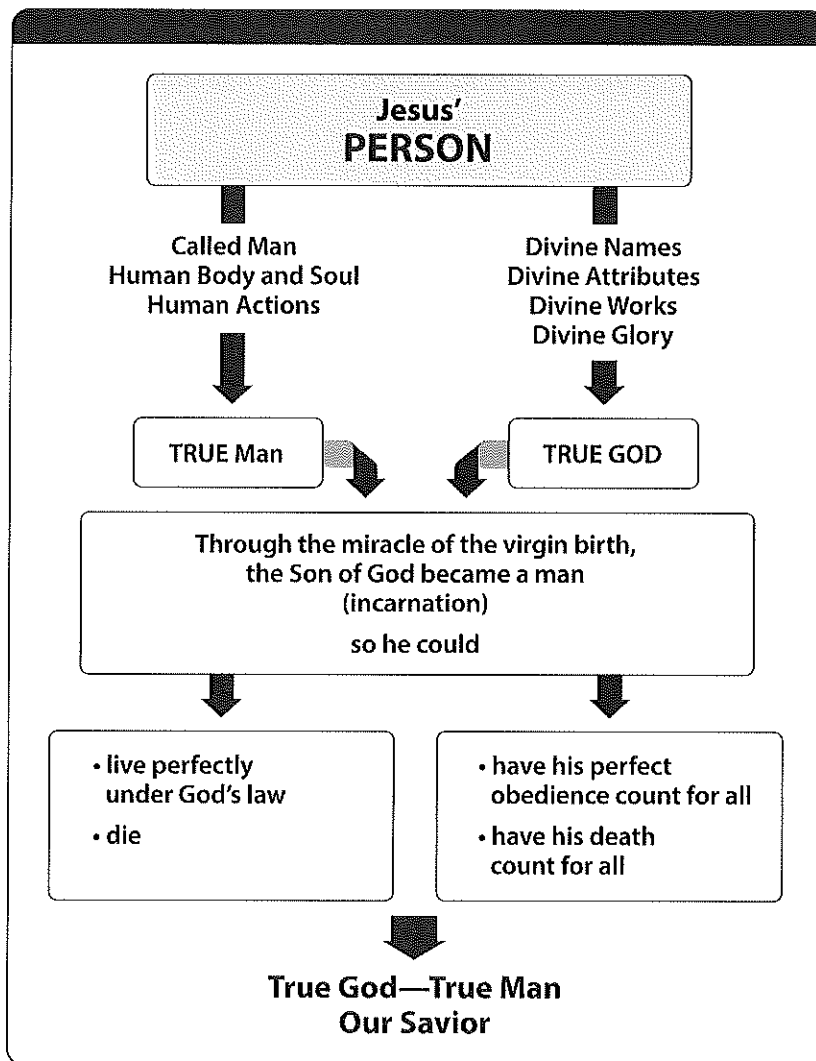 Jesus'
PERSON
Called Man
Human Body and Soul
Human Actions
Divine Names
Divine Attributes
Divine Works
Divine Glory
TRUE Man
TRUE GOD
Through the miracle of the virgin birth,
the Son of God became a man
(incarnation)
so he could
• live perfectly
under God's law
• die
• have his perfect
obedience count for all
• have his death
count for all
True God—True Man
Our Savior